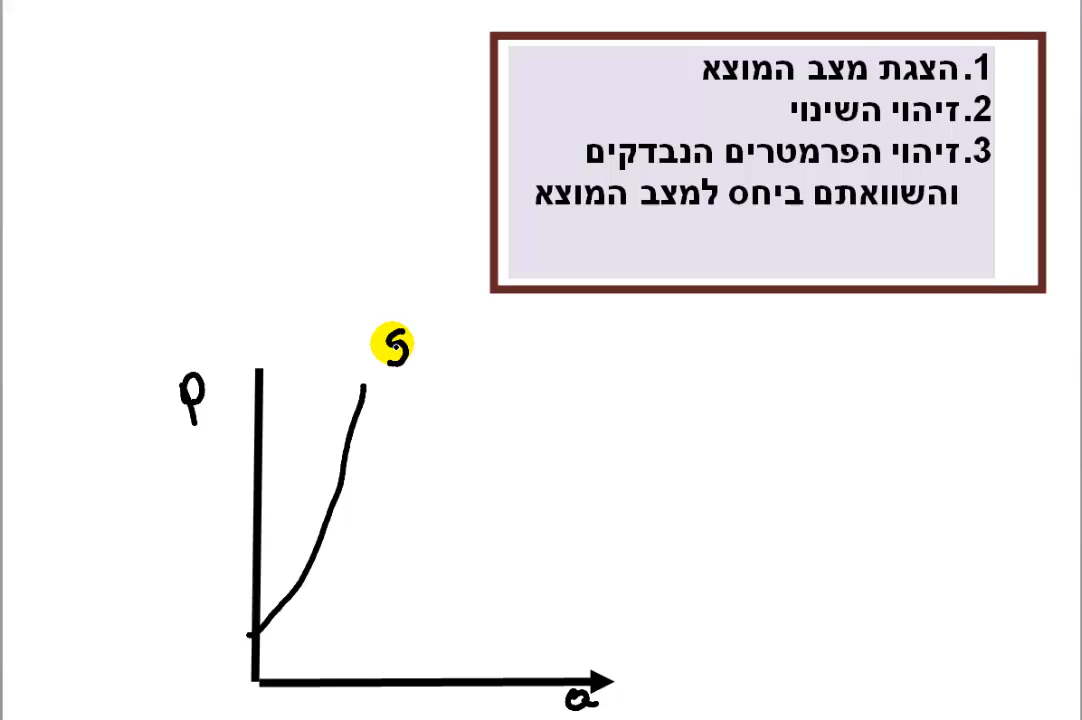 1. הצגת מצב המוצא
2. זיהוי השינוי
3. זיהוי הפרמטרים הנבדקים
והשוואתם ביחס למצב המוצא
S
P
Q